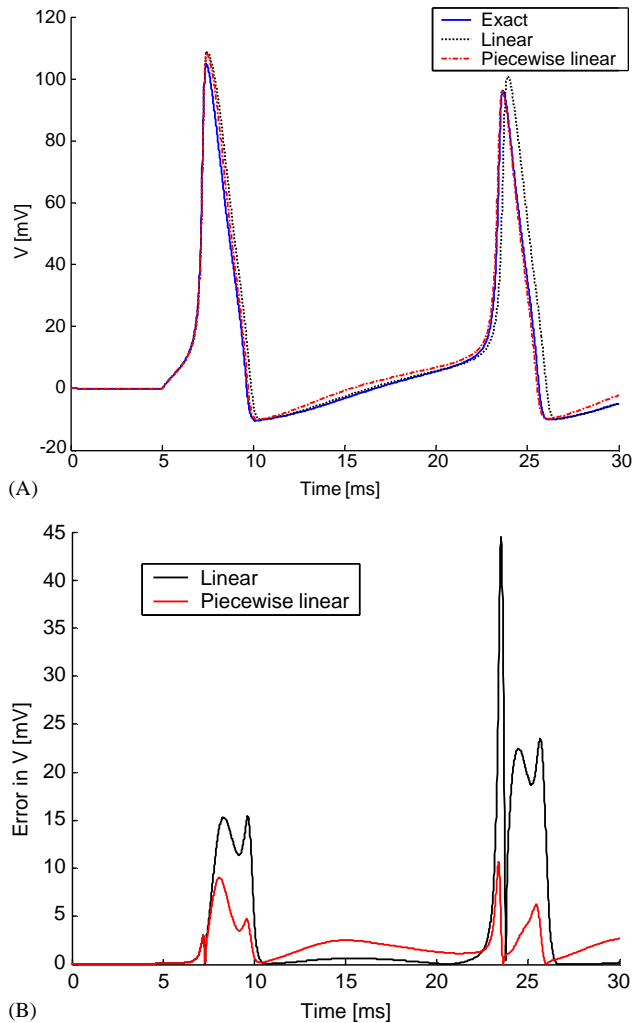 120
100
80
60
40
20
0
-20
V [mV]
Exact
Linear
Piecewise linear
0 5 10 15 20 25 30
Time [ms]
(A)
45
40
35
30
25
20
15
10
5
0
Error in V [mV]
Linear
Piecewise linear
0 5 10 15 20 25 30
Time [ms]
(B)